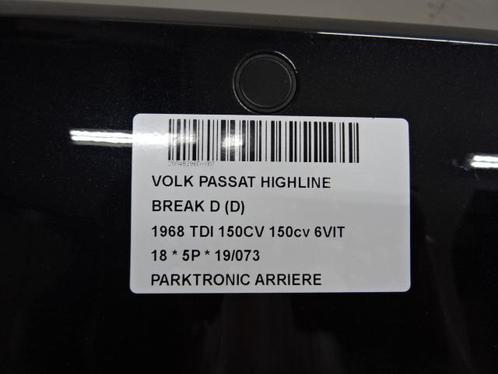 VOLK PASSAT HIGHLINE
BREAK D (D)
1968 TDI 150CV 150cv 6VIT
18 * 5P * 19/073
PARKTRONIC ARRIERE